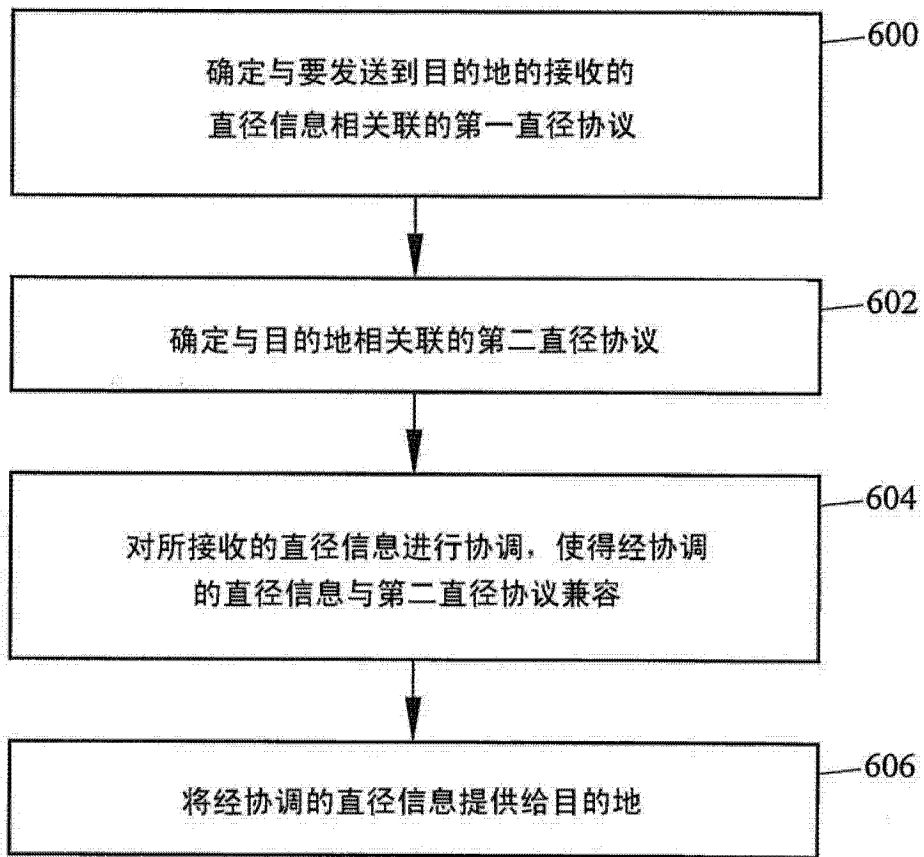 确定与要发送到目的地的接收的
直径信息相关联的第一直径协议
600
确定与目的地相关联的第二直径协议
602
对所接收的直径信息进行协调，使得经协调
的直径信息与第二直径协议兼容
604
将经协调的直径信息提供给目的地
606